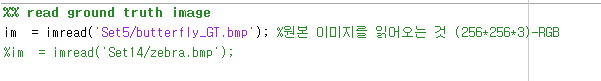 %% read ground truth image
im  = imread('Set5/butterfly_GT.bmp'); %원본 이미지를 읽어오는 것 (256*256*3)-RGB
%im  = imread('Set14/zebra.bmp');